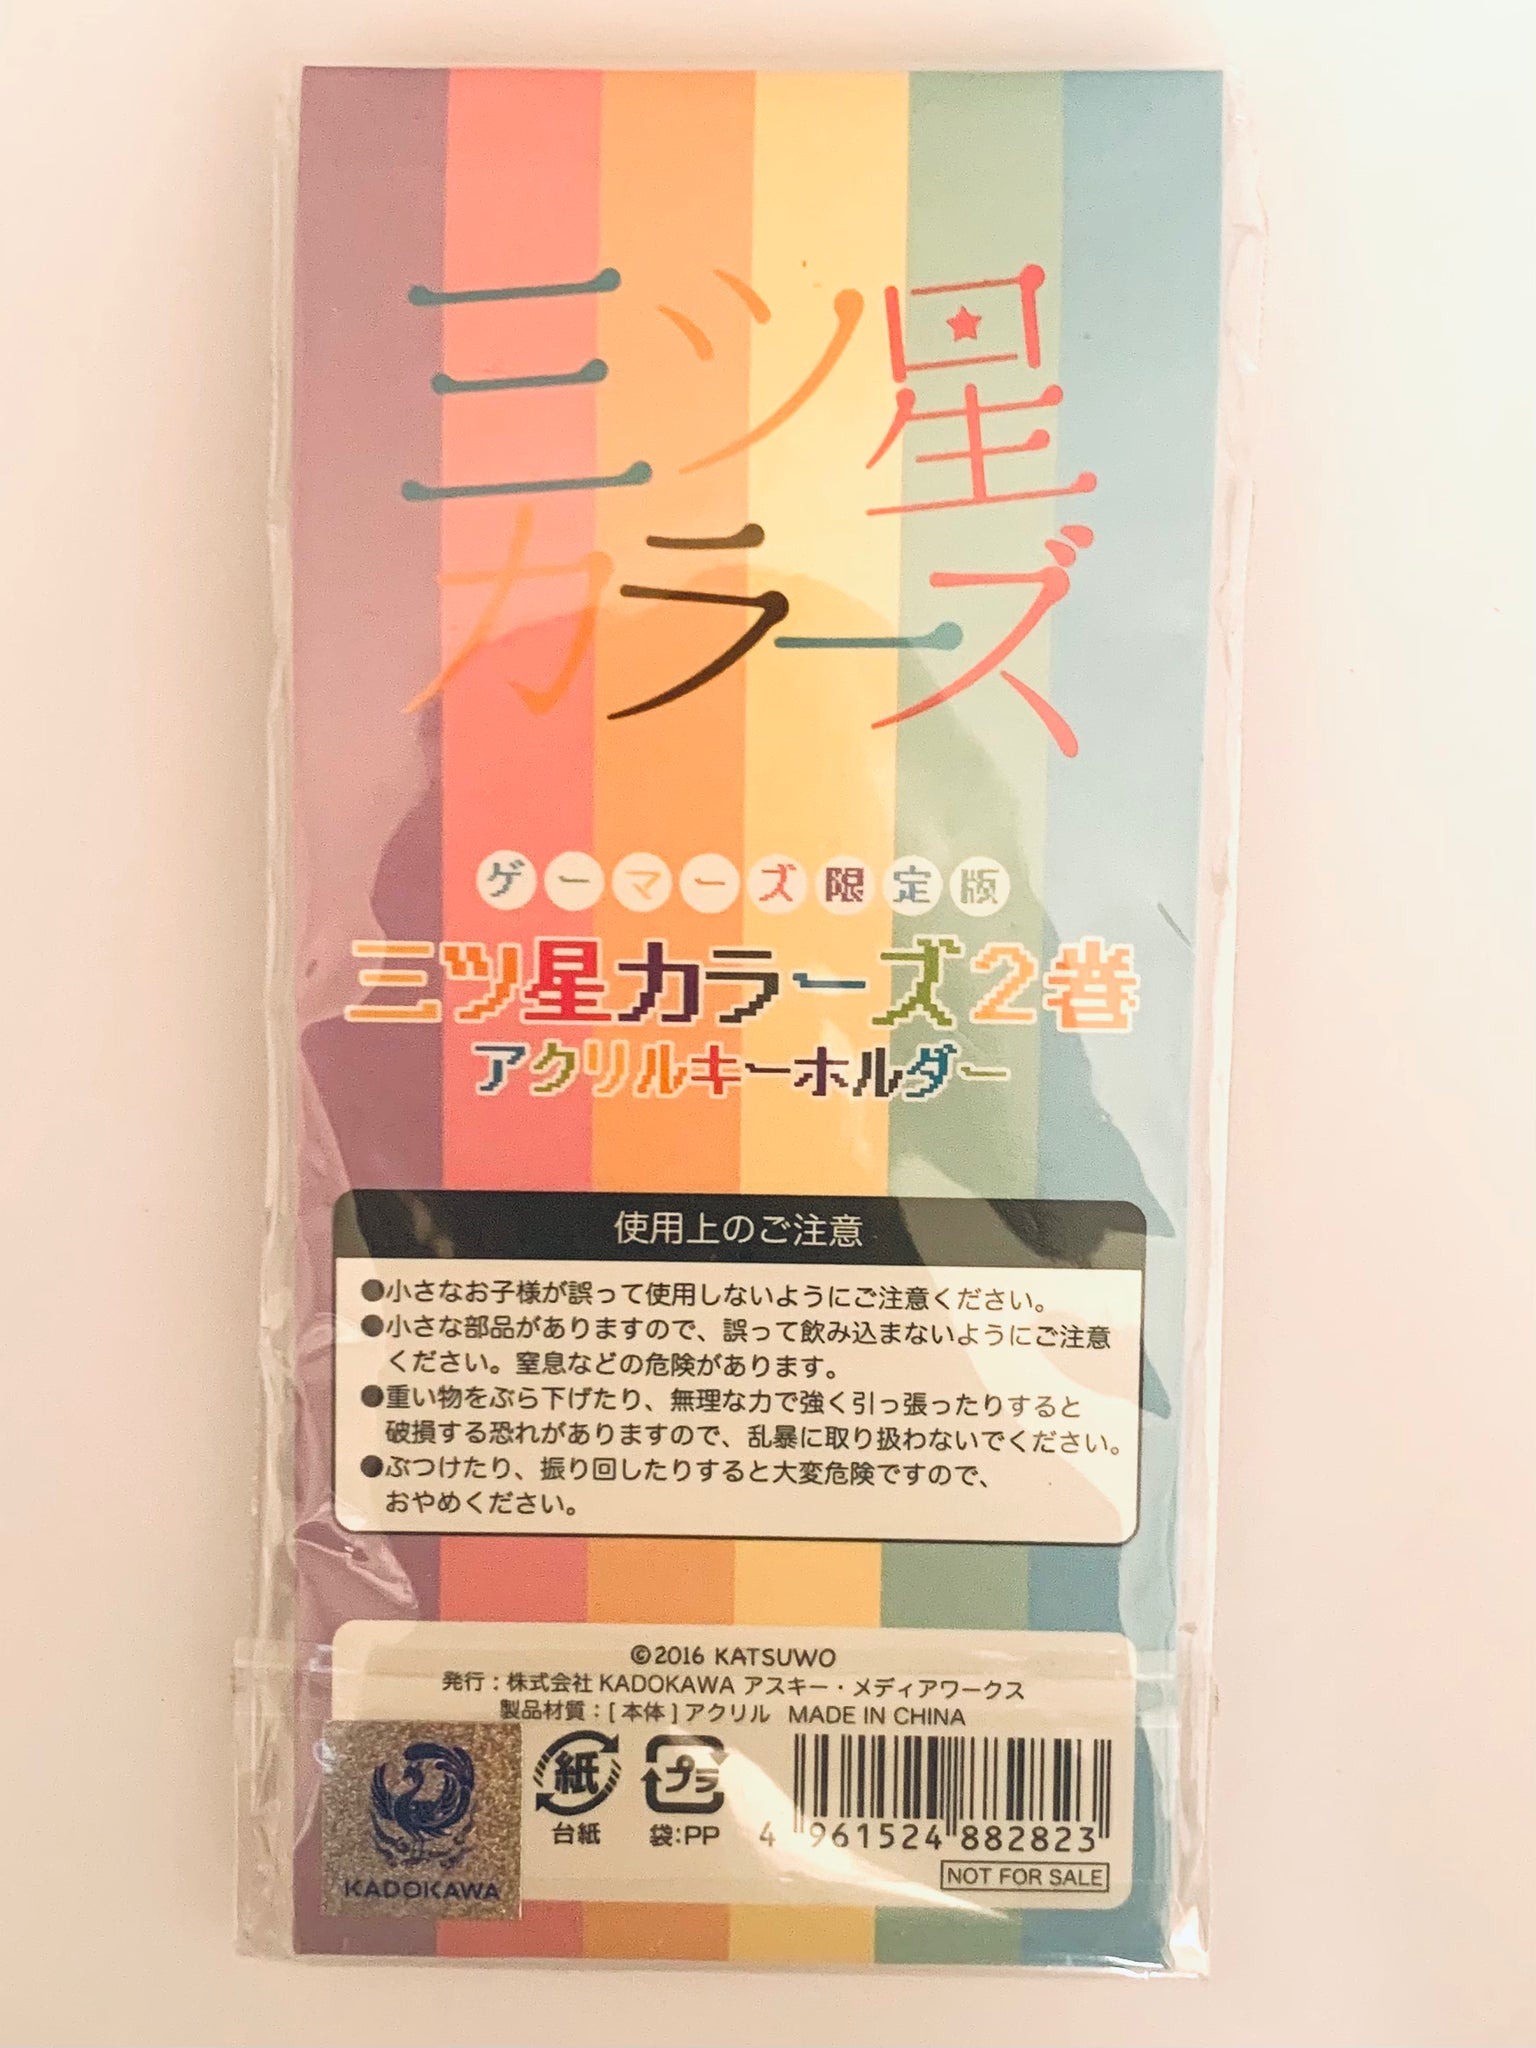 三ツ星
カラーズ
ゲーマーズ限定版
三ツ星カラーズ2巻
アクリルキーホルダー
使用上のご注意
●小さなお子様が誤って使用しないようにご注意ください。
●小さな部品がありますので、誤って飲み込まないようにご注意
ください。窒息などの危険があります。
●重い物をぶら下げたり、無理な力で強く引っ張ったりすると
破損する恐れがありますので、乱暴に取り扱わないでください。
●ぶつけたり、振り回したりすると大変危険ですので、
おやめください。
©2016 KATSUWO
発行：株式会社 KADOKAWA アスキー・メディアワークス
製品材質：[ 本体 ] アクリル MADE IN CHINA
KADOKAWA
紙
台紙
プラ
袋:PP
4 961524 882823
NOT FOR SALE